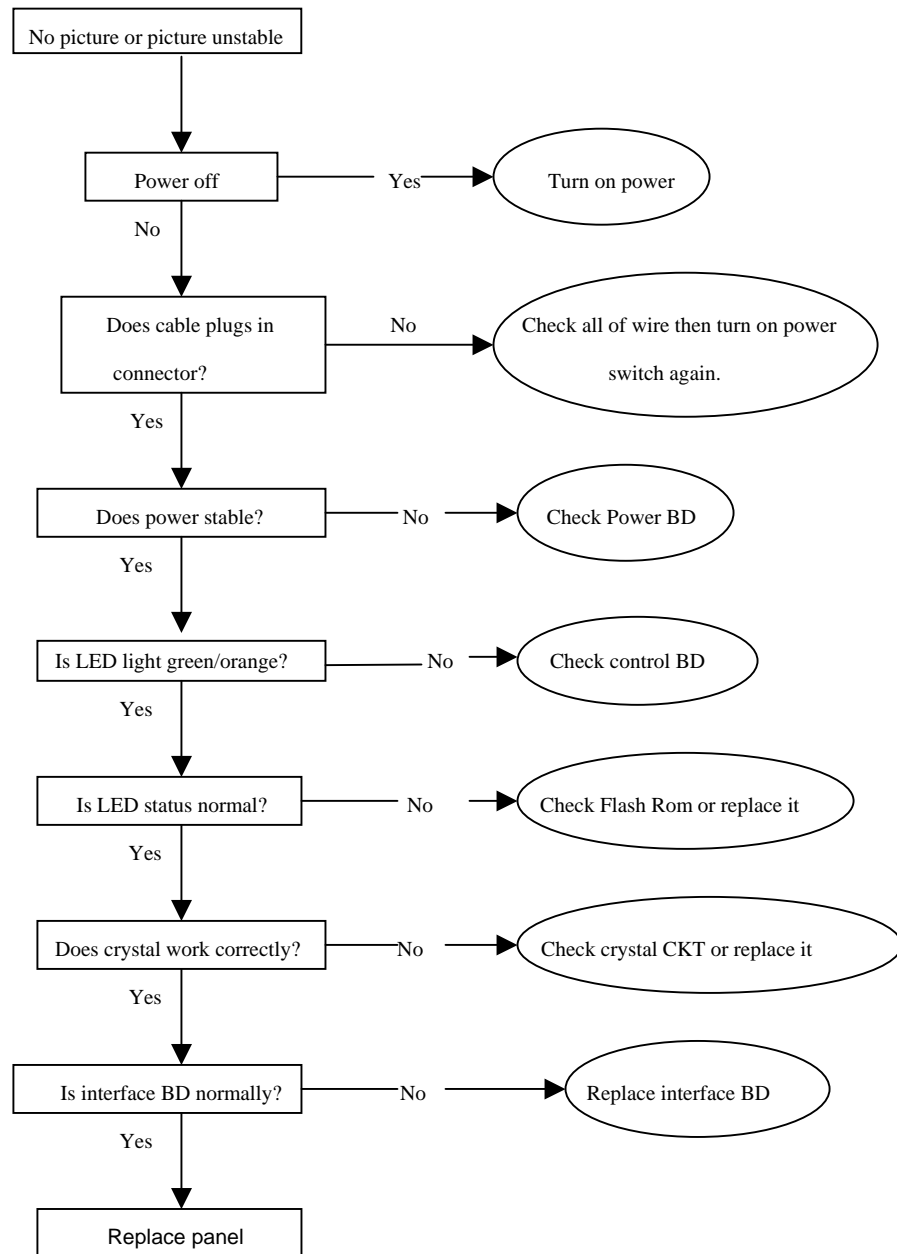 No picture or picture unstable
Power off
Yes
Turn on power
No
Does cable plugs in
connector?
No
Check all of wire then turn on power
switch again.
Yes
Does power stable?
No
Check Power BD
Yes
Is LED light green/orange?
No
Check control BD
Yes
Is LED status normal?
No
Check Flash Rom or replace it
Yes
Does crystal work correctly?
No
Check crystal CKT or replace it
Yes
Is interface BD normally?
No
Replace interface BD
Yes
Replace panel